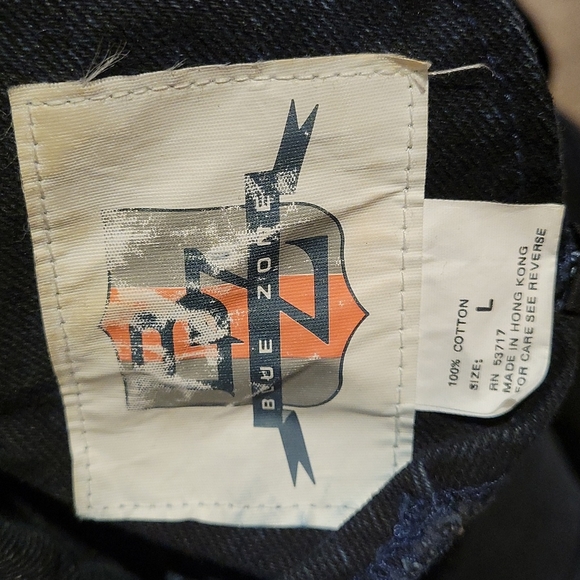 BZ
BLUE ZONE
100% COTTON
SIZE: L
RN 53717
MADE IN HONG KONG
FOR CARE SEE REVERSE